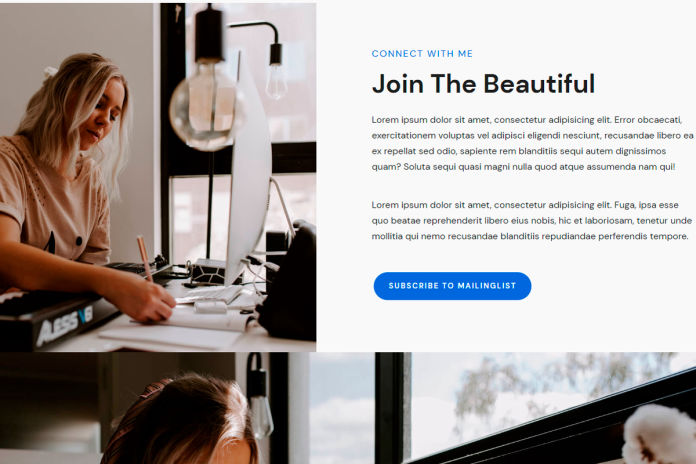 CONNECT WITH ME
Join The Beautiful
Lorem ipsum dolor sit amet, consectetur adipisicing elit. Error obcaecati,
exercitationem voluptas vel adipisci eligendi nesciunt, recusandae libero ea
ex repellat sed odio, sapiente rem blanditiis sequi autem dignissimos
quam? Soluta sequi quasi magni nulla quod atque assumenda nam qui!
Lorem ipsum dolor sit amet, consectetur adipisicing elit. Fuga, ipsa esse
quo beatae reprehenderit libero eius nobis, hic et laboriosam, tenetur unde
mollitia qui nemo recusandae blanditiis repudiandae perferendis tempore.
SUBSCRIBE TO MAILINGLIST
ALESIS V6